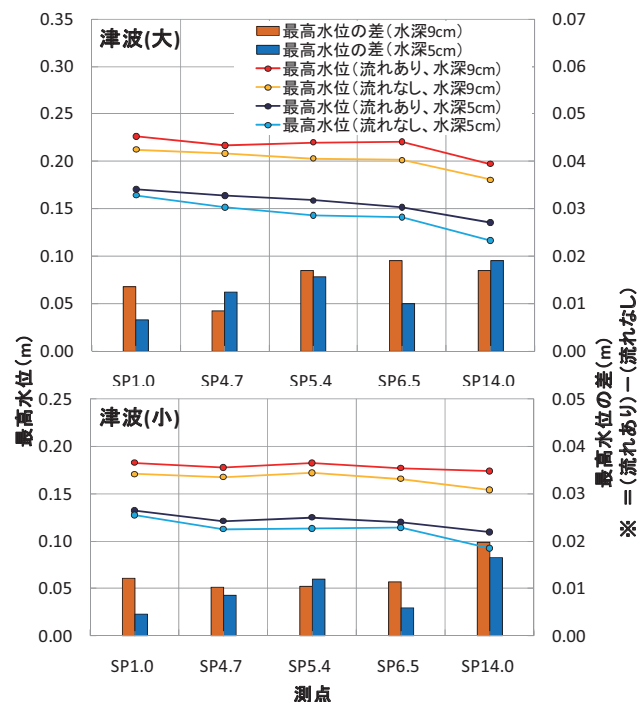 津波(大)
最高水位の差(水深9cm)
最高水位の差(水深5cm)
最高水位(流れあり、水深9cm)
最高水位(流れなし、水深9cm)
最高水位(流れあり、水深5cm)
最高水位(流れなし、水深5cm)
0.35
0.30
0.25
0.20
0.15
0.10
0.05
0.00
0.07
0.06
0.05
0.04
0.03
0.02
0.01
0.00
SP1.0 SP4.7 SP5.4 SP6.5 SP14.0
最高水位(m)
最高水位の差(m)
※ =(流れあり)-(流れなし)
津波(小)
0.25
0.20
0.15
0.10
0.05
0.00
0.05
0.04
0.03
0.02
0.01
0.00
SP1.0 SP4.7 SP5.4 SP6.5 SP14.0
測点